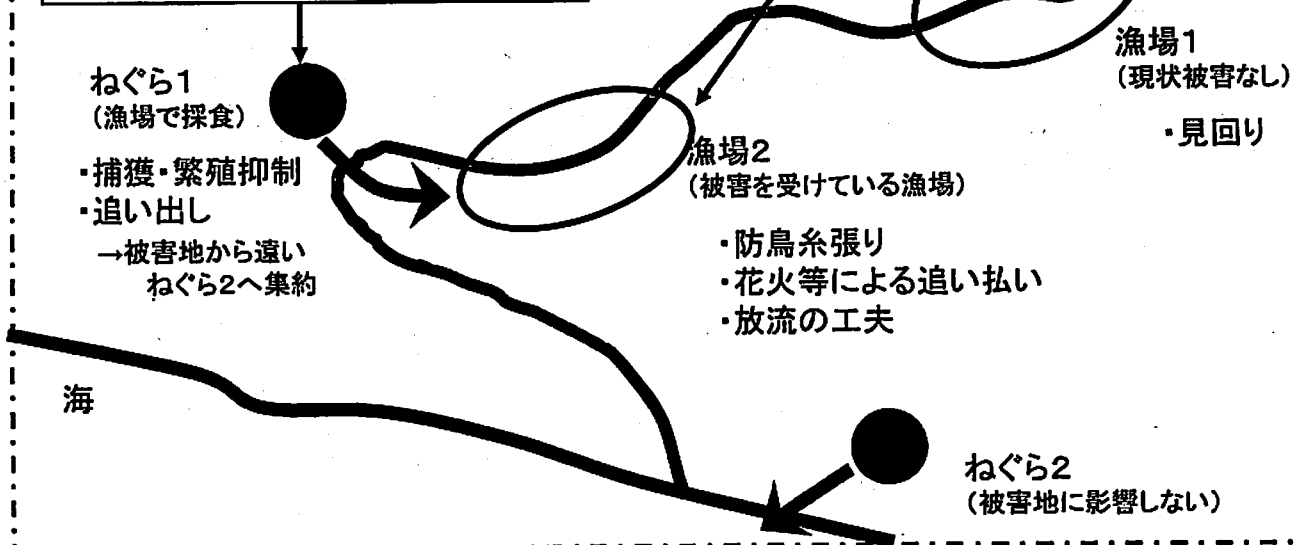 漁場1
(現状被害なし)
・見回り
ねぐら1
(漁場で採食)
・捕獲・繁殖抑制
・追い出し
→被害地から遠い
ねぐら2へ集約
漁場2
(被害を受けている漁場)
・防鳥糸張り
・花火等による追い払い
・放流の工夫
海
ねぐら2
(被害地に影響しない)